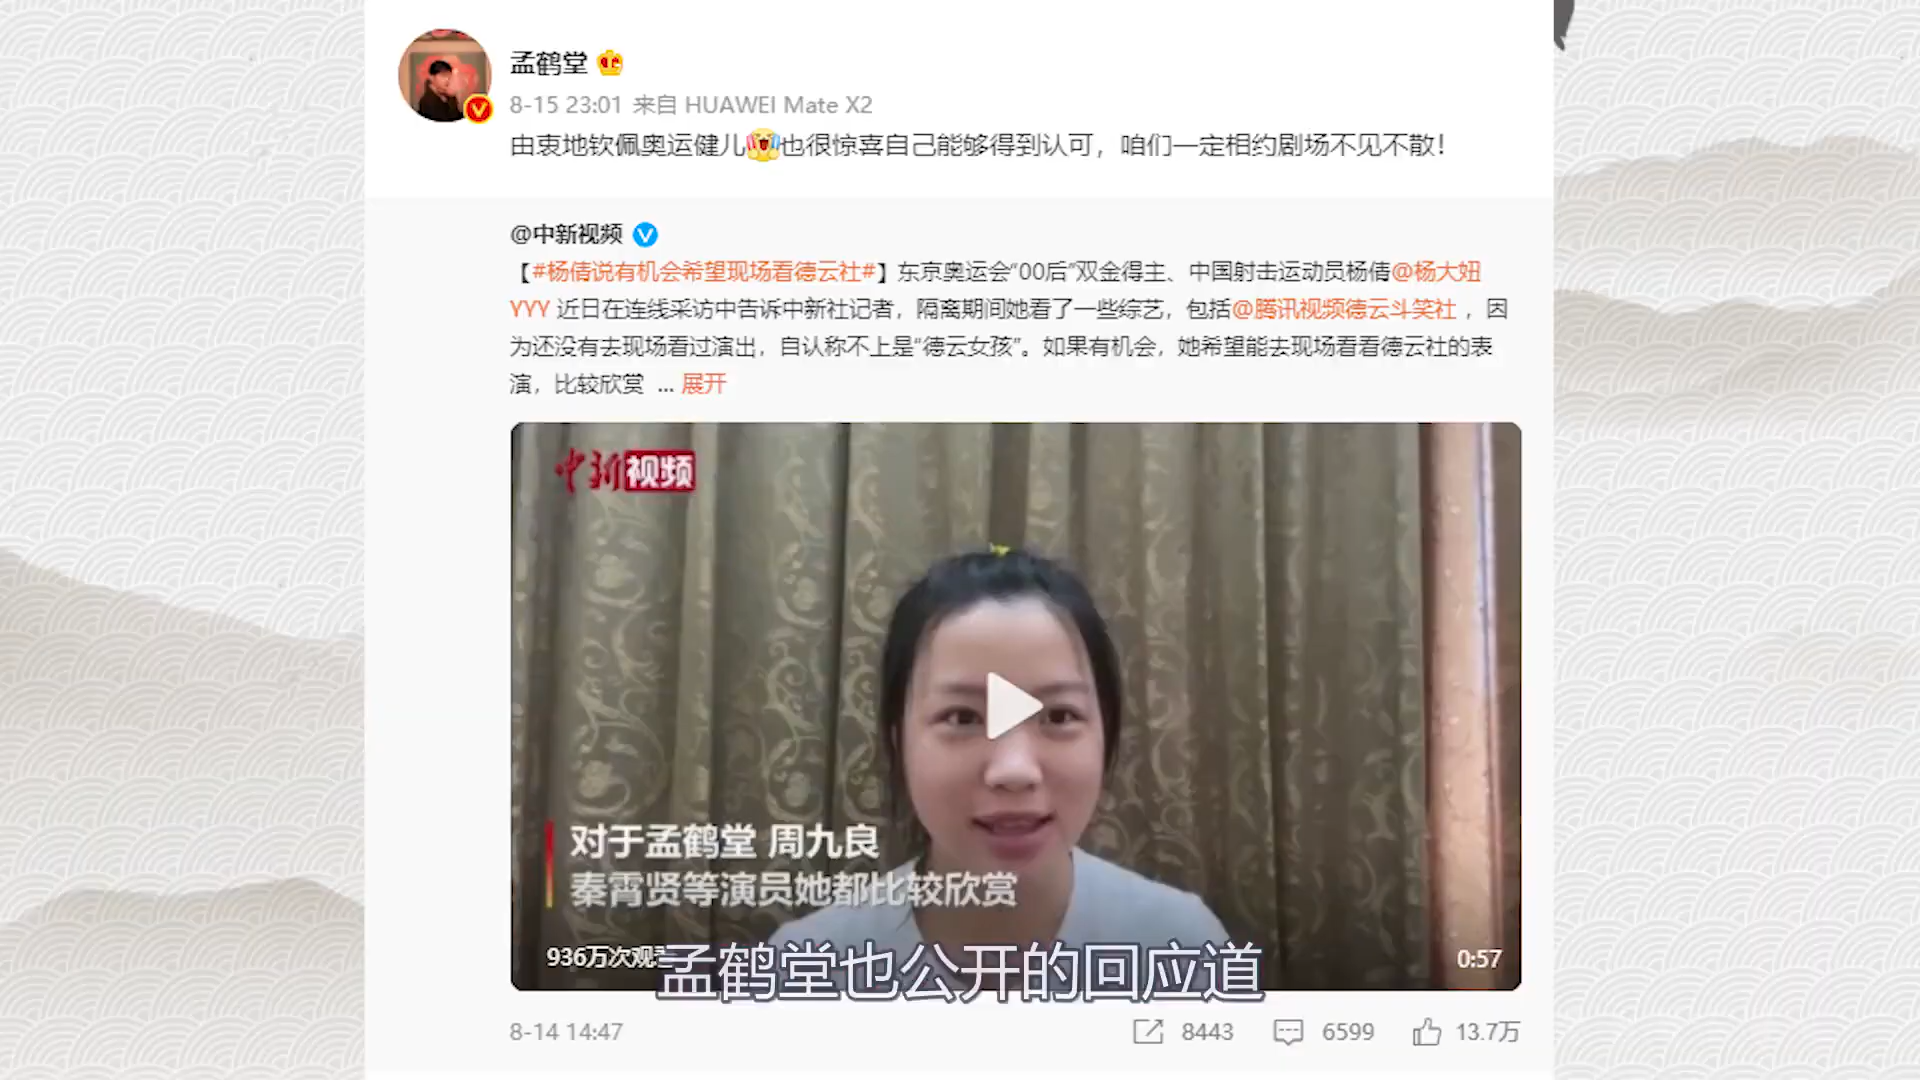 孟鹤堂
8-15 23:01 来自 HUAWEI Mate X2
由衷地钦佩奥运健儿也很惊喜自己能够得到认可，咱们一定相约剧场不见不散！
@中新视频
【#杨倩说有机会希望现场看德云社#】东京奥运会“00后”双金得主、中国射击运动员杨倩@杨大妞
YYY 近日在连线采访中告诉中新社记者，隔离期间她看了一些综艺，包括@腾讯视频德云斗笑社 ，因
为还没有去现场看过演出，自认称不上是“德云女孩”。如果有机会，她希望能去现场看看德云社的表
演，比较欣赏 ... 展开
中新视频
对于孟鹤堂 周九良
秦霄贤等演员她都比较欣赏
936万次观看
0:57
孟鹤堂也公开的回应道
8-14 14:47
8443
6599
13.7万